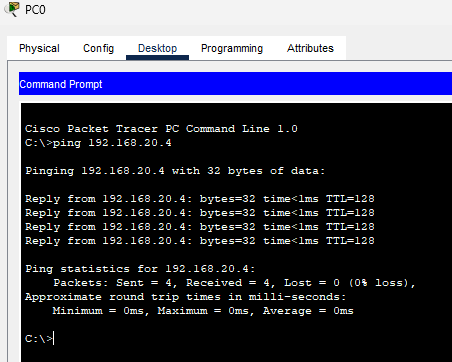 PC0
Physical Config Desktop Programming Attributes
Command Prompt
Cisco Packet Tracer PC Command Line 1.0
C:\>ping 192.168.20.4
Pinging 192.168.20.4 with 32 bytes of data:
Reply from 192.168.20.4: bytes=32 time<1ms TTL=128
Reply from 192.168.20.4: bytes=32 time<1ms TTL=128
Reply from 192.168.20.4: bytes=32 time<1ms TTL=128
Reply from 192.168.20.4: bytes=32 time<1ms TTL=128
Ping statistics for 192.168.20.4:
Packets: Sent = 4, Received = 4, Lost = 0 (0% loss),
Approximate round trip times in milli-seconds:
Minimum = 0ms, Maximum = 0ms, Average = 0ms
C:\>